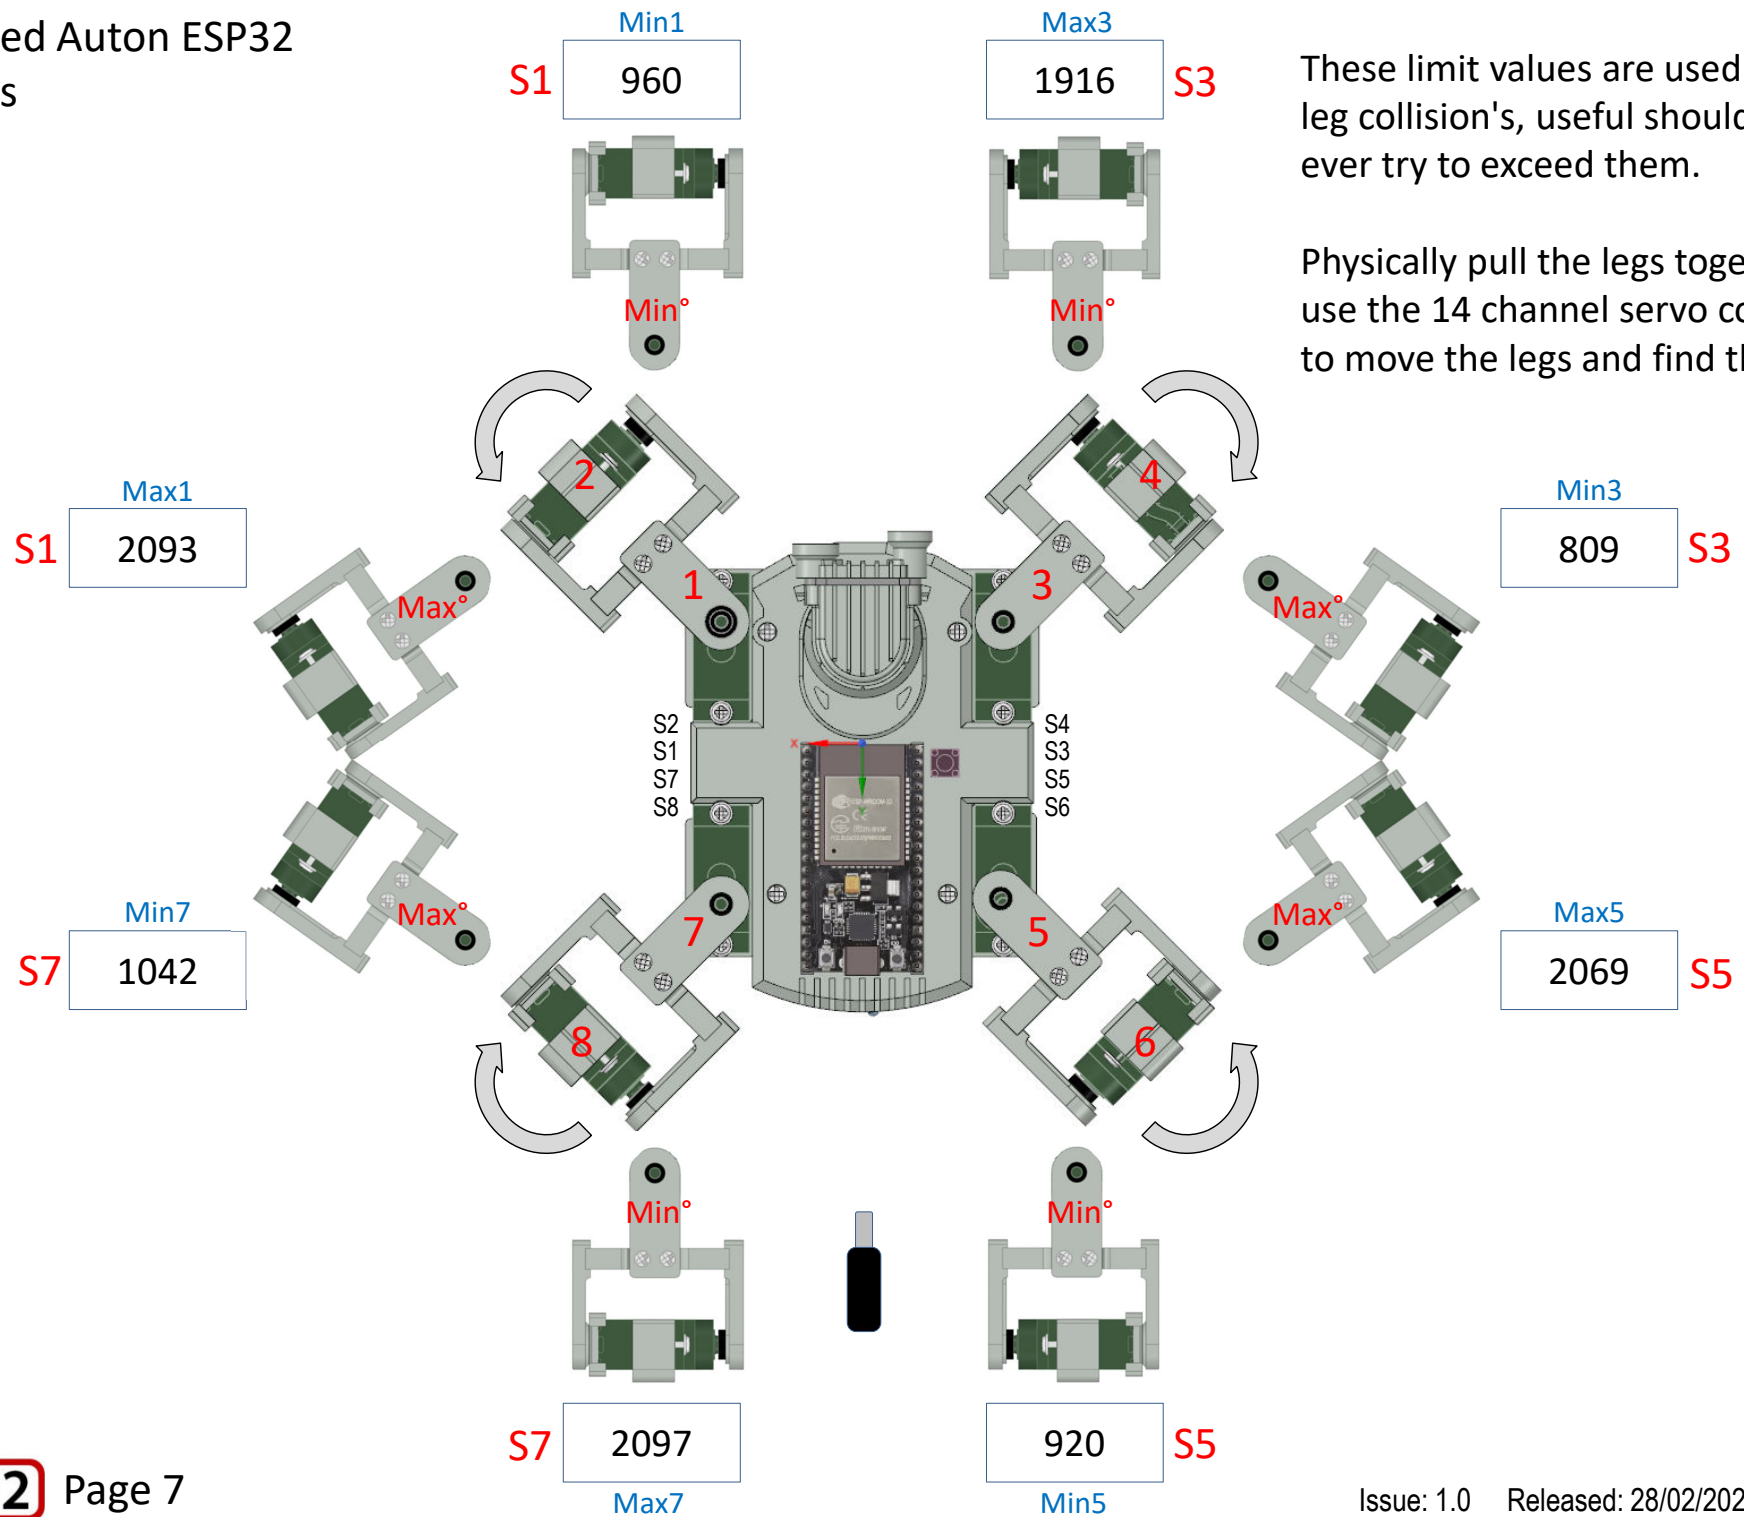 ed Auton ESP32
s
Min1
S1 960
Max3
1916 S3
These limit values are used
leg collision's, useful should
ever try to exceed them.
Physically pull the legs toge
use the 14 channel servo co
to move the legs and find th
Min°
Min°
2
4
Max1
S1 2093
Min3
809 S3
1
3
Max°
Max°
S2
S1
S7
S8
S4
S3
S5
S6
X
Min7
S7 1042
Max5
2069 S5
Max°
Max°
7
5
8
6
Min°
Min°
S7 2097
Max7
920 S5
Min5
2 Page 7
Issue: 1.0 Released: 28/02/202